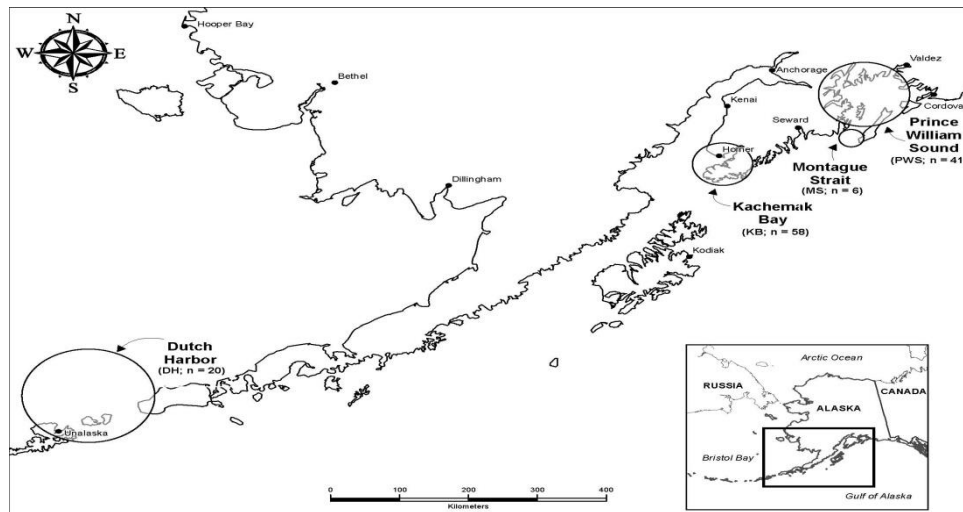 N
W
E
S
Hooper Bay
Bethel
Dillingham
Anchorage
Kenai
Seward
Homer
Valdez
Cordova
Prince
William
Sound
(PWS; n = 41)
Montague
Strait
(MS; n = 6)
Kachemak
Bay
(KB; n = 58)
Kodiak
Dutch
Harbor
(DH; n = 20)
Unalaska
0
100
200
300
400
Kilometers
Arctic Ocean
RUSSIA
ALASKA
CANADA
Bristol Bay
Gulf of Alaska